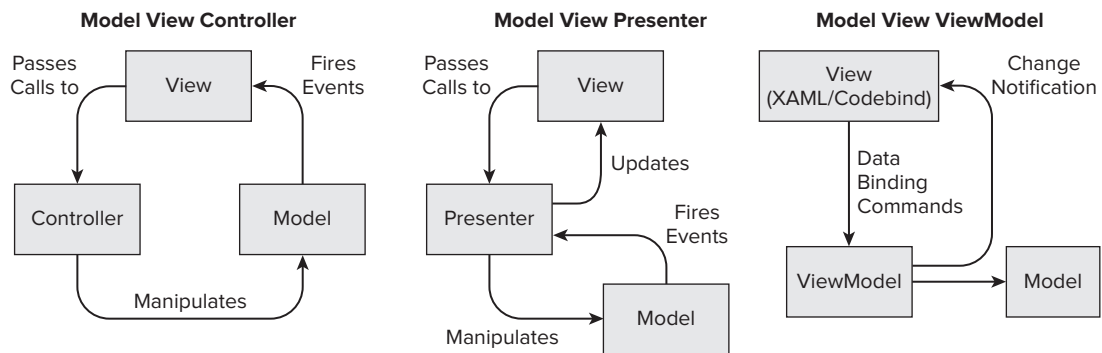 Model View Controller
Passes
Calls to
View
Fires
Events
Controller
Model
Manipulates
Model View Presenter
Passes
Calls to
View
Updates
Presenter
Fires
Events
Manipulates
Model
Model View ViewModel
View
(XAML/Codebind)
Change
Notification
Data
Binding
Commands
ViewModel
Model